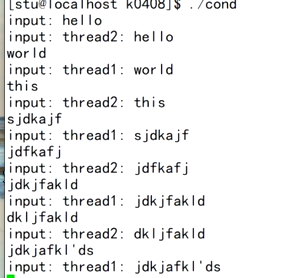 [stu@localhost k0408]$ ./cond
input: hello
input: thread2: hello
world
input: thread1: world
this
input: thread2: this
sjdkajf
input: thread1: sjdkajf
jdfkafj
input: thread2: jdfkafj
jdkjfakld
input: thread1: jdkjfakld
dkljfakld
input: thread2: dkljfakld
jdkjafkl'ds
input: thread1: jdkjafkl'ds